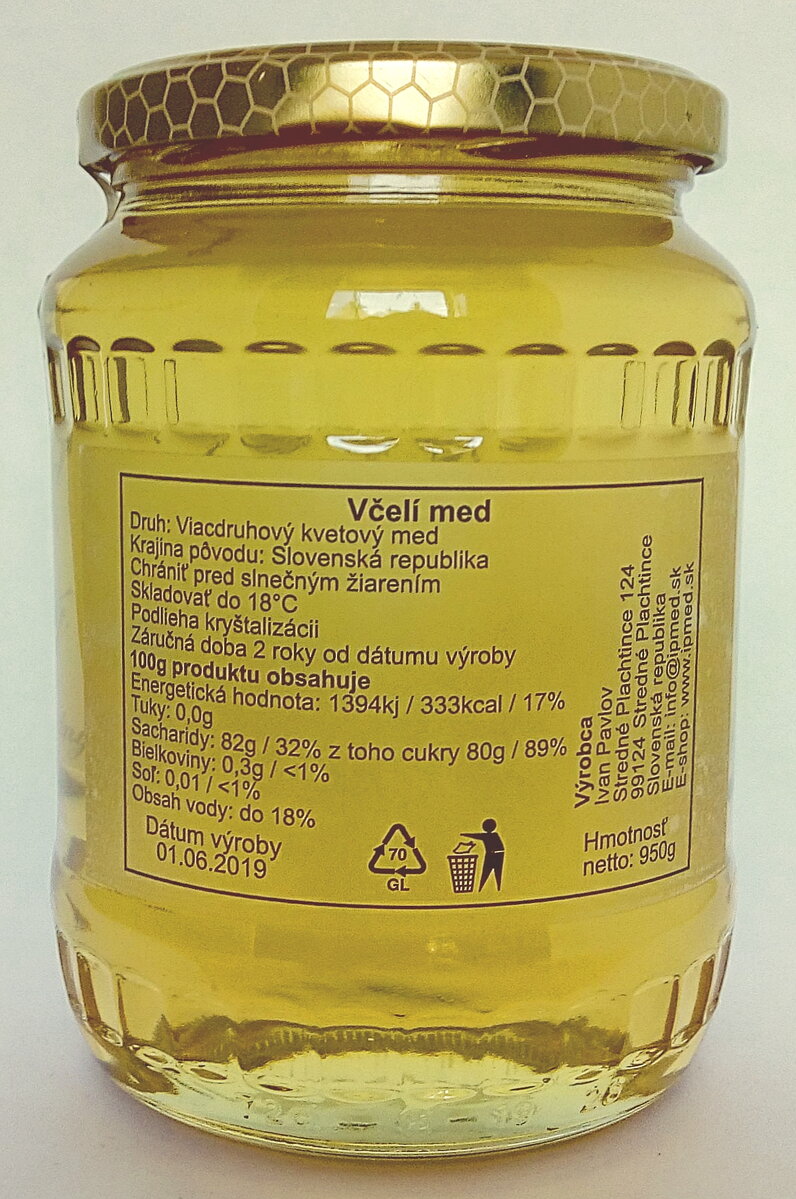 Včelí med
Druh: Viacdruhový kvetový med
Krajina pôvodu: Slovenská republika
Chrániť pred slnečným žiarením
Skladovať do 18°C
Podlieha kryštalizácii
Záručná doba 2 roky od dátumu výroby
100g produktu obsahuje
Energetická hodnota: 1394kj / 333kcal / 17%
Tuky: 0,0g
Sacharidy: 82g / 32% z toho cukry 80g / 89%
Bielkoviny: 0,3g / <1%
Soľ: 0,01 / <1%
Obsah vody: do 18%
Dátum výroby
01.06.2019
70
GL
Výrobca
Ivan Pavlov
Stredné Plachtince 124
99124 Stredné Plachtince
Slovenská republika
E-mail: info@ipmed.sk
E-shop: www.ipmed.sk
Hmotnosť
netto: 950g